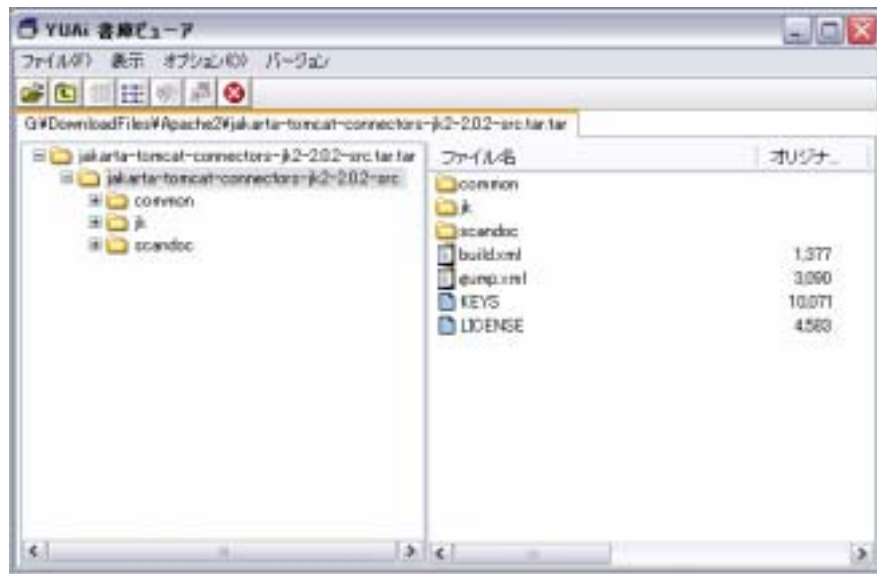 YUAi 書庫ビューア
ファイル(F) 表示 オプション(O) バージョン
G:¥DownloadFiles¥Apache2¥jakarta-tomcat-connectors-jk2-2.0.2-src.tar.tar
jakarta-tomcat-connectors-jk2-2.0.2-src.tar.tar
jakarta-tomcat-connectors-jk2-2.0.2-src
common
jk
scandoc
ファイル名 オリジナ...
common
jk
scandoc
build.xml 1,377
gump.xml 3,090
KEYS 10,071
LICENSE 4,583